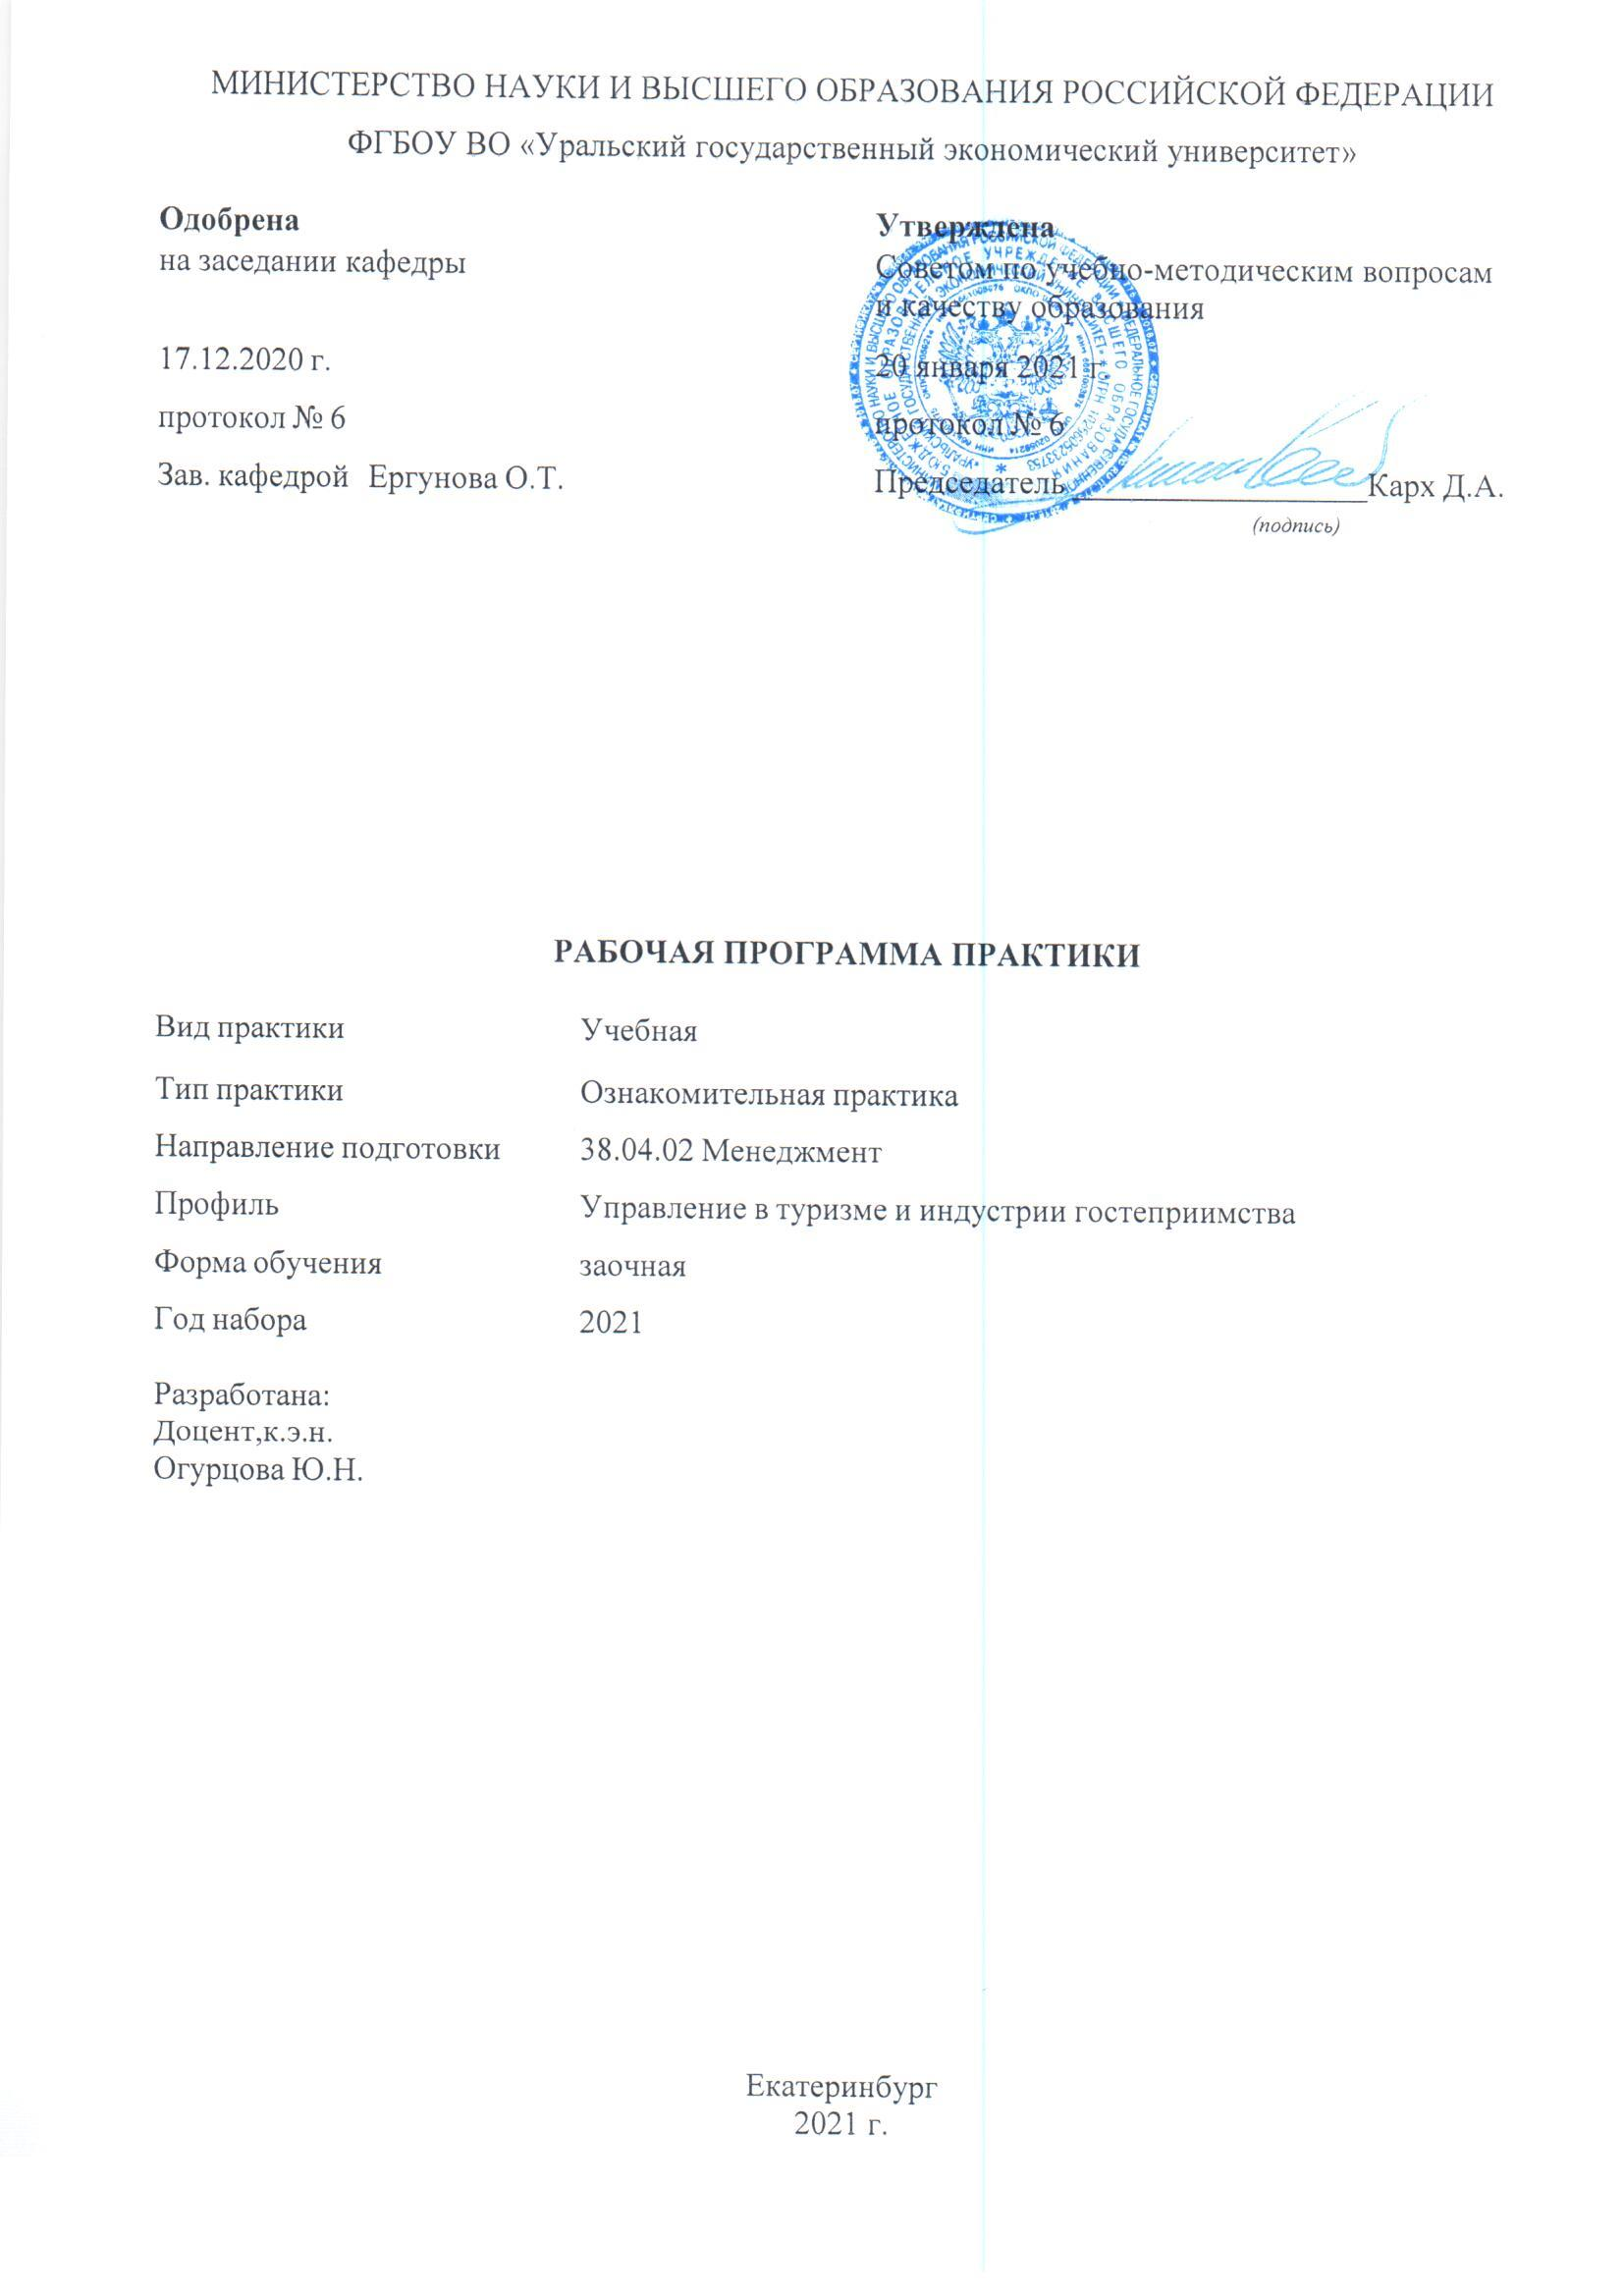 МИНИСТЕРСТВО НАУКИ И ВЫСШЕГО ОБРАЗОВАНИЯ РОССИЙСКОЙ ФЕДЕРАЦИИ
ФГБОУ ВО «Уральский государственный экономический университет»
Одобрена
на заседании кафедры
17.12.2020 г.
протокол № 6
Зав. кафедрой Ергунова О.Т.
Утверждена
Советом по учебно-методическим вопросам
и качеству образования
20 января 2021 г.
протокол № 6
Председатель Карх Д.А.
(подпись)
РАБОЧАЯ ПРОГРАММА ПРАКТИКИ
Вид практики Учебная
Тип практики Ознакомительная практика
Направление подготовки 38.04.02 Менеджмент
Профиль Управление в туризме и индустрии гостеприимства
Форма обучения заочная
Год набора 2021
Разработана:
Доцент,к.э.н.
Огурцова Ю.Н.
Екатеринбург
2021 г.